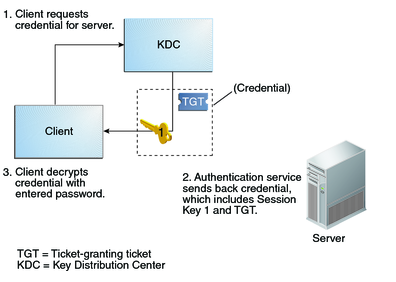 1. Client requests
credential for server.
KDC
TGT
(Credential)
1
Client
3. Client decrypts
credential with
entered password.
2. Authentication service
sends back credential,
which includes Session
Key 1 and TGT.
Server
TGT = Ticket-granting ticket
KDC = Key Distribution Center